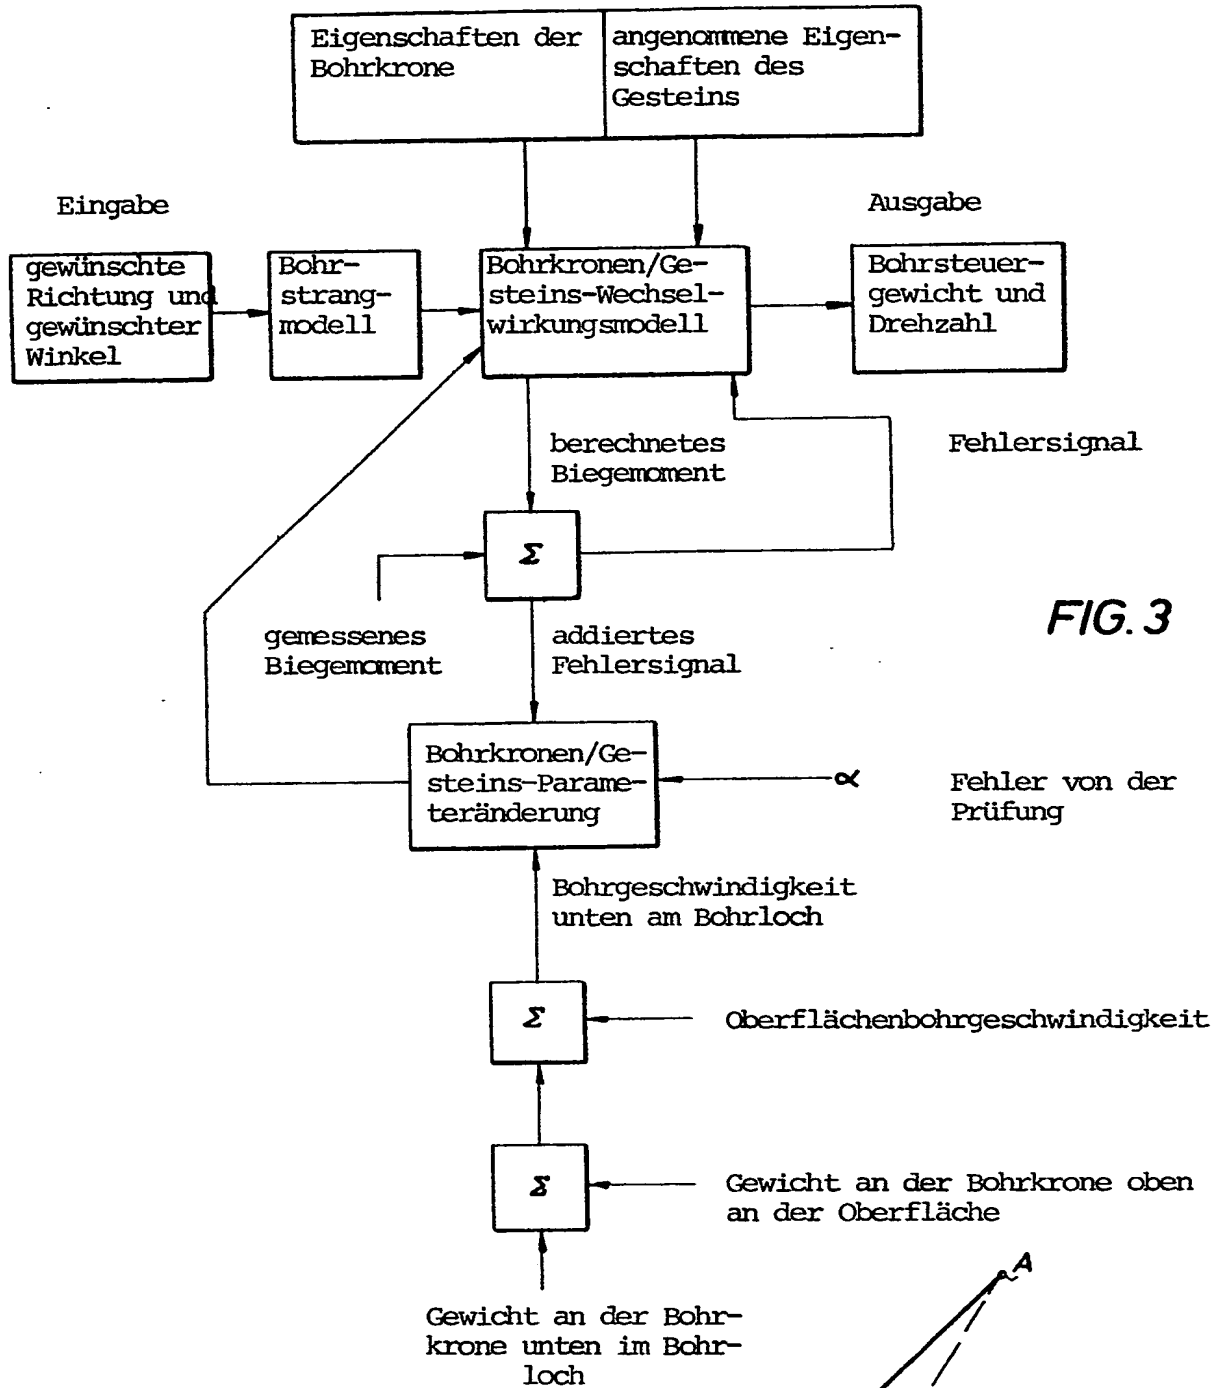 Eigenschaften der
Bohrkrone
angenommene Eigen-
schaften des
Gesteins
Eingabe
Ausgabe
gewünschte
Richtung und
gewünschter
Winkel
Bohr-
strang-
modell
Bohrkronen/Ge-
steins-Wechsel-
wirkungsmodell
Bohrsteuer-
gewicht und
Drehzahl
berechnetes
Biegemoment
Fehlersignal
Σ
gemessenes
Biegemoment
addiertes
Fehlersignal
FIG. 3
Bohrkronen/Ge-
steins-Parame-
teränderung
α
Fehler von der
Prüfung
Bohrgeschwindigkeit
unten am Bohrloch
Σ
Oberflächenbohrgeschwindigkeit
Σ
Gewicht an der Bohrkrone oben
an der Oberfläche
A
Gewicht an der Bohr-
krone unten im Bohr-
loch